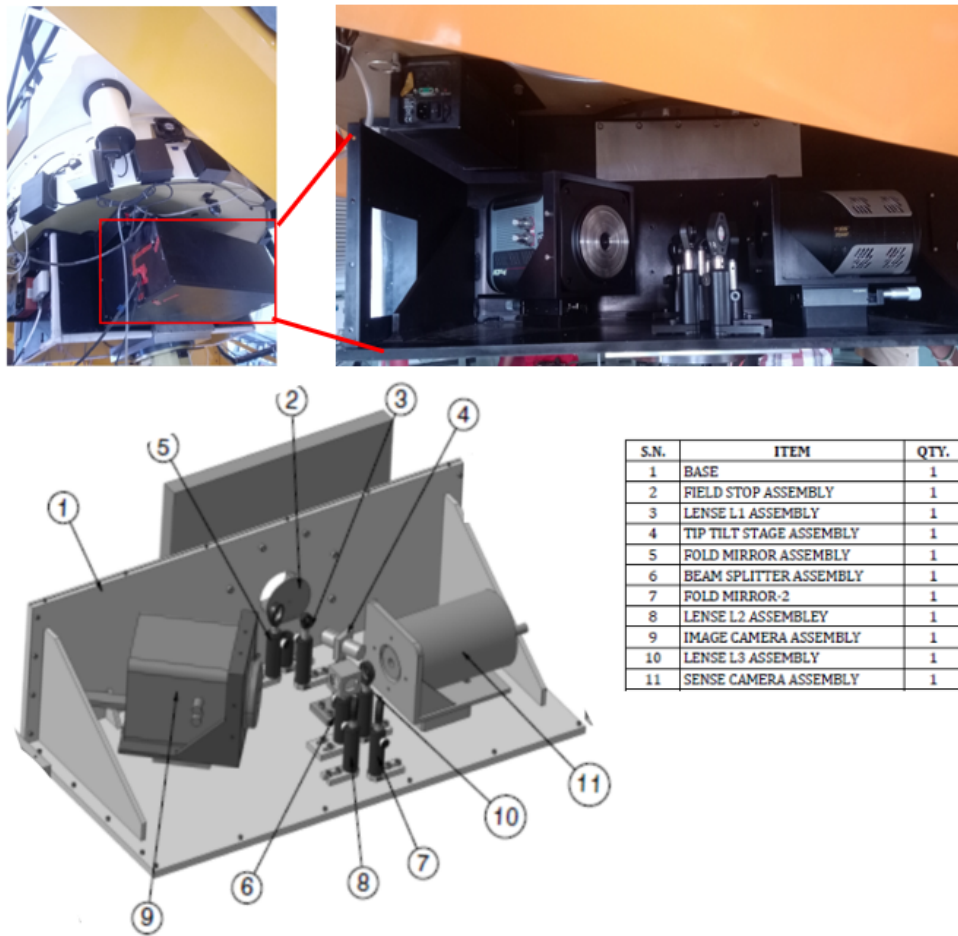 2
3
4
5
1
S.N. ITEM QTY.
1 BASE 1
2 FIELD STOP ASSEMBLY 1
3 LENSE L1 ASSEMBLY 1
4 TIP TILT STAGE ASSEMBLY 1
5 FOLD MIRROR ASSEMBLY 1
6 BEAM SPLITTER ASSEMBLY 1
7 FOLD MIRROR-2 1
8 LENSE L2 ASSEMBLEY 1
9 IMAGE CAMERA ASSEMBLY 1
10 LENSE L3 ASSEMBLY 1
11 SENSE CAMERA ASSEMBLY 1
11
10
7
8
6
9